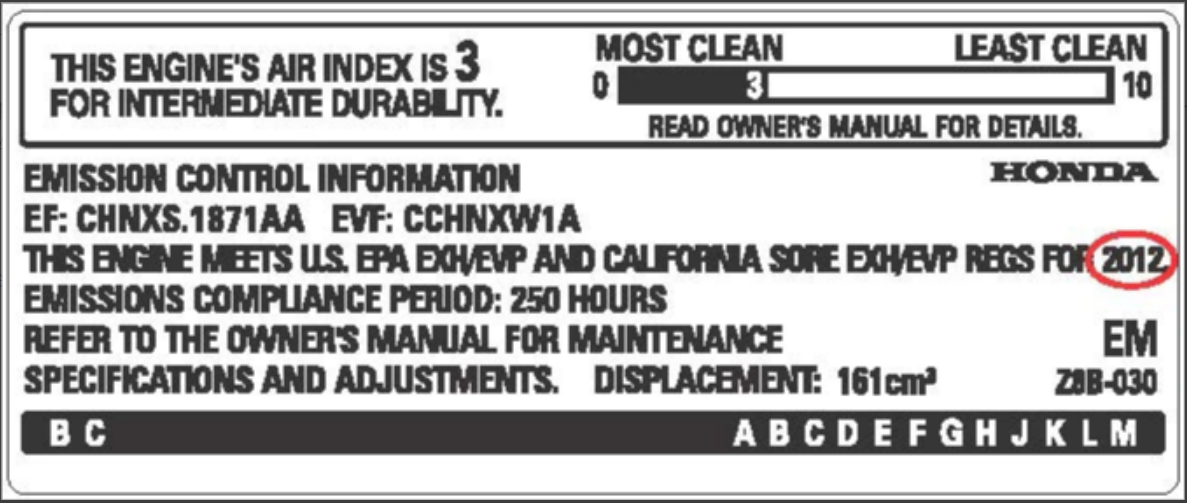 THIS ENGINE'S AIR INDEX IS 3
FOR INTERMEDIATE DURABILITY.
MOST CLEAN LEAST CLEAN
0 3 10
READ OWNER'S MANUAL FOR DETAILS.
EMISSION CONTROL INFORMATION
HONDA
EF: CHNXS.1871AA EVF: CCHNXW1A
THIS ENGINE MEETS U.S. EPA EXH/EVP AND CALIFORNIA SORE EXH/EVP REGS FOR 2012.
EMISSIONS COMPLIANCE PERIOD: 250 HOURS
REFER TO THE OWNER'S MANUAL FOR MAINTENANCE
EM
SPECIFICATIONS AND ADJUSTMENTS. DISPLACEMENT: 161cm³
Z8B-030
B C A B C D E F G H J K L M